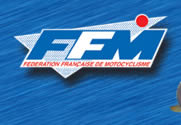 FFM
FEDERATION FRANÇAISE DE MOTOCYCLISME